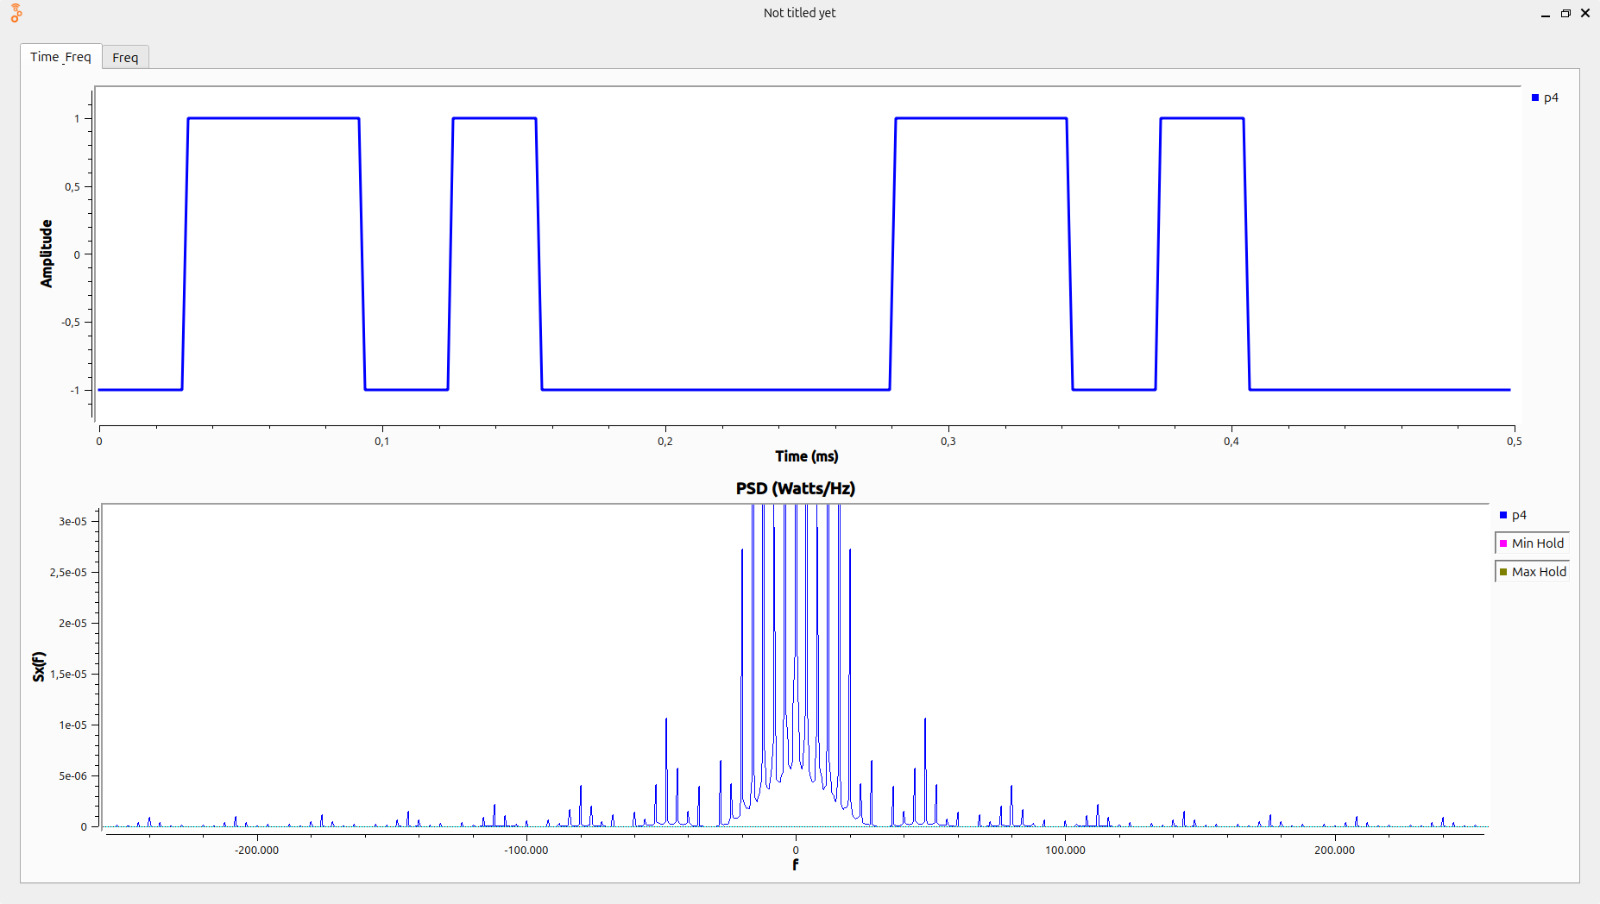 Not titled yet
Time_Freq Freq
p4
1
0,5
0
-0,5
-1
Amplitude
0 0,1 0,2 0,3 0,4 0,5
Time (ms)
PSD (Watts/Hz)
p4
Min Hold
Max Hold
3e-05
2,5e-05
2e-05
1,5e-05
1e-05
5e-06
0
Sx(f)
-200.000 -100.000 0 100.000 200.000
f